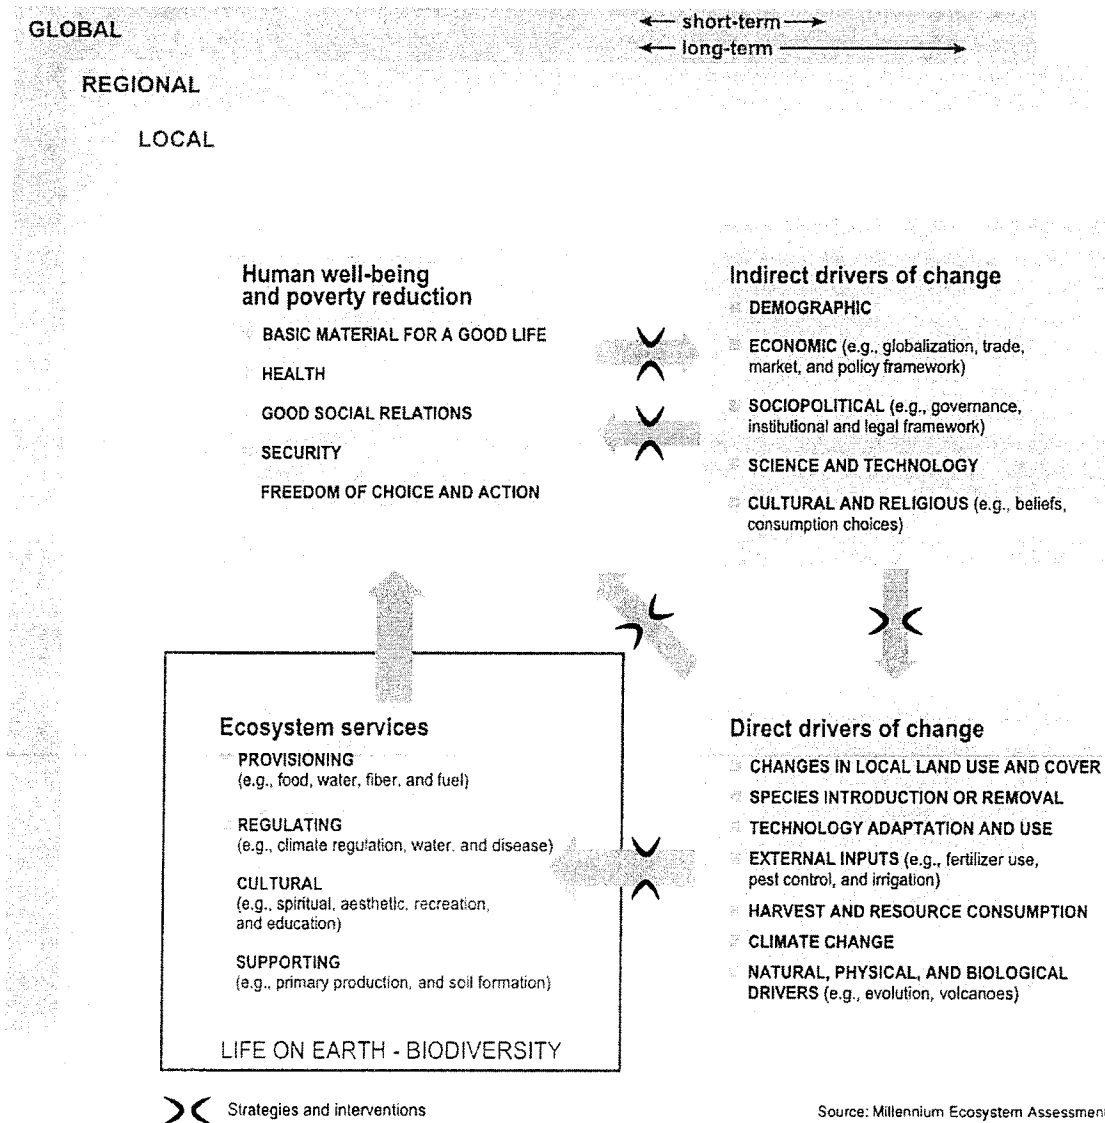 GLOBAL
short-term
long-term
REGIONAL
LOCAL
Human well-being
and poverty reduction
BASIC MATERIAL FOR A GOOD LIFE
HEALTH
GOOD SOCIAL RELATIONS
SECURITY
FREEDOM OF CHOICE AND ACTION
Indirect drivers of change
DEMOGRAPHIC
ECONOMIC (e.g., globalization, trade,
market, and policy framework)
SOCIOPOLITICAL (e.g., governance,
institutional and legal framework)
SCIENCE AND TECHNOLOGY
CULTURAL AND RELIGIOUS (e.g., beliefs,
consumption choices)
Ecosystem services
PROVISIONING
(e.g., food, water, fiber, and fuel)
REGULATING
(e.g., climate regulation, water, and disease)
CULTURAL
(e.g., spiritual, aesthetic, recreation,
and education)
SUPPORTING
(e.g., primary production, and soil formation)
LIFE ON EARTH - BIODIVERSITY
Direct drivers of change
CHANGES IN LOCAL LAND USE AND COVER
SPECIES INTRODUCTION OR REMOVAL
TECHNOLOGY ADAPTATION AND USE
EXTERNAL INPUTS (e.g., fertilizer use,
pest control, and irrigation)
HARVEST AND RESOURCE CONSUMPTION
CLIMATE CHANGE
NATURAL, PHYSICAL, AND BIOLOGICAL
DRIVERS (e.g., evolution, volcanoes)
Strategies and interventions
Source: Millennium Ecosystem Assessment